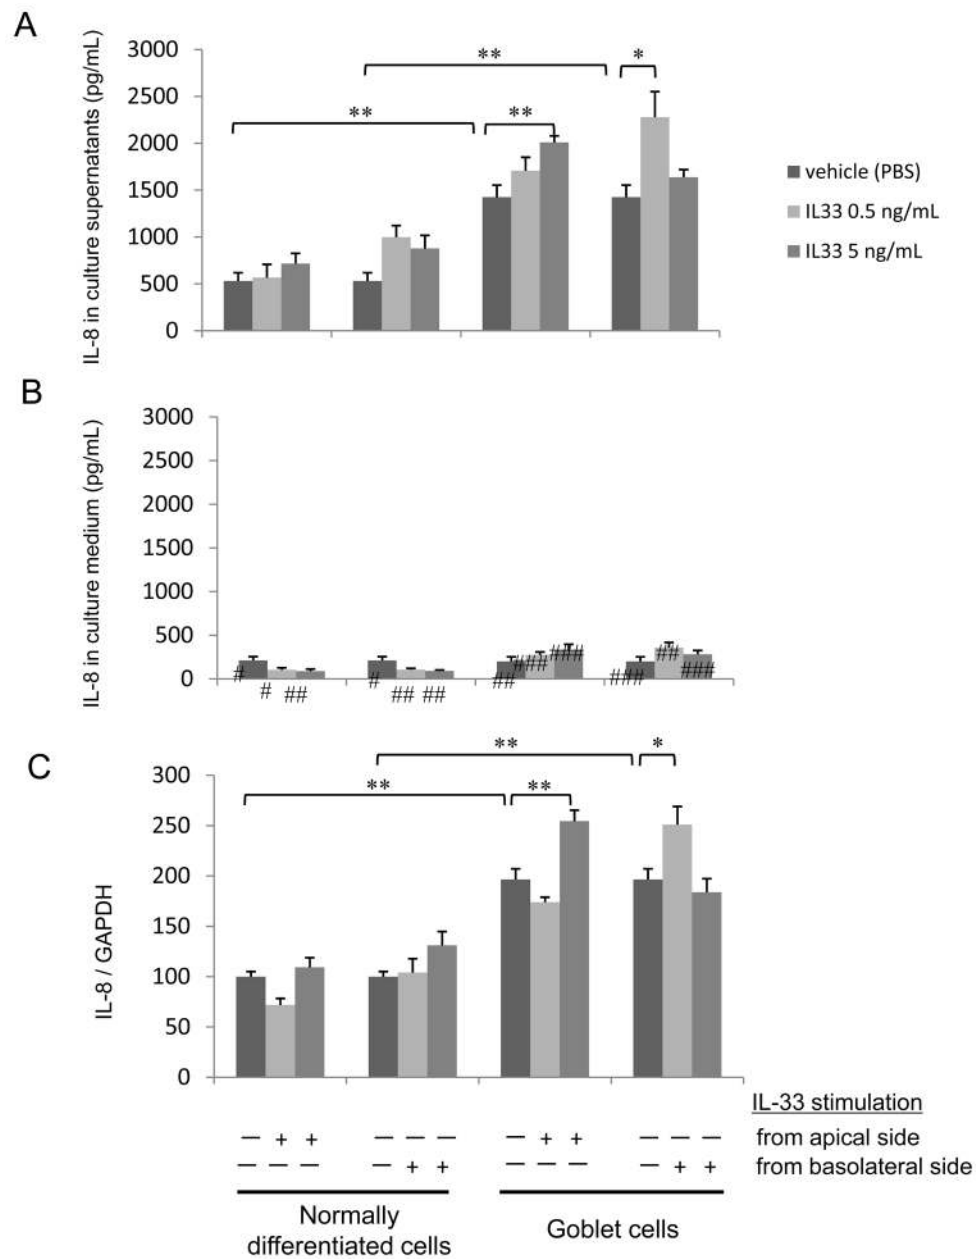 A
IL-8 in culture supernatants (pg/mL)
3000
2500
2000
1500
1000
500
0
**
**
**
*
vehicle (PBS)
IL33 0.5 ng/mL
IL33 5 ng/mL
B
IL-8 in culture medium (pg/mL)
3000
2500
2000
1500
1000
500
0
# # ## # ## ## ## ### ### ## ###
C
IL-8 / GAPDH
300
250
200
150
100
50
0
**
**
**
*
IL-33 stimulation
— + + — — — — + + — — — from apical side
— — — — + + — — — — + + from basolateral side
Normally
differentiated cells
Goblet cells